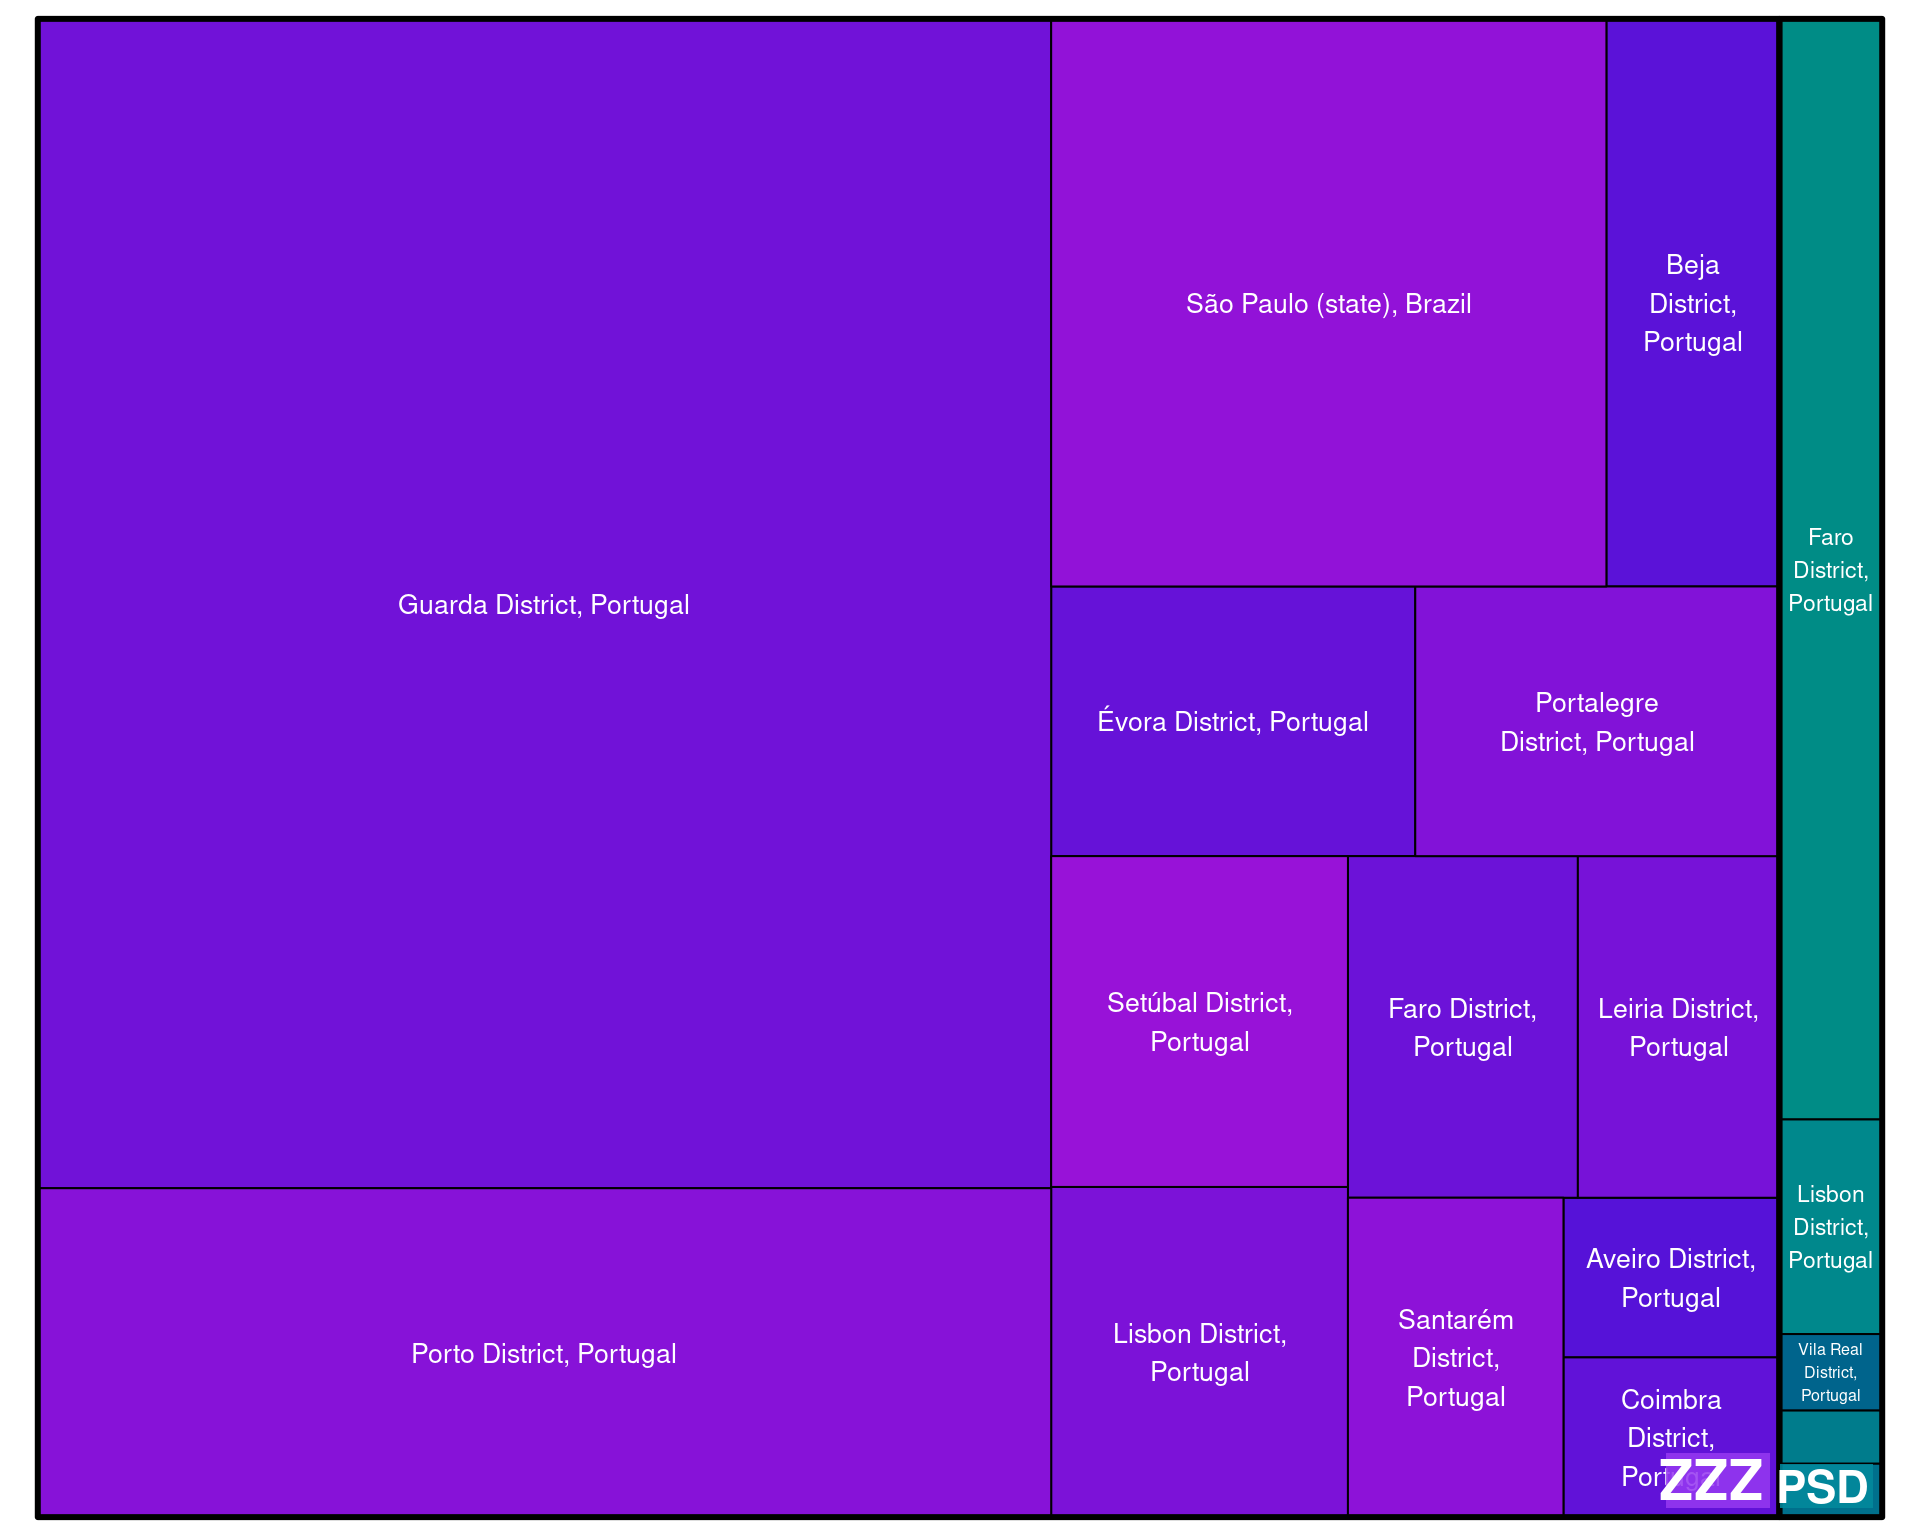 Guarda District, Portugal
Porto District, Portugal
São Paulo (state), Brazil
Beja
District,
Portugal
Évora District, Portugal
Portalegre
District, Portugal
Setúbal District,
Portugal
Faro District,
Portugal
Leiria District,
Portugal
Lisbon District,
Portugal
Santarém
District,
Portugal
Aveiro District,
Portugal
Coimbra
District,
Portugal
ZZZ
Faro
District,
Portugal
Lisbon
District,
Portugal
Vila Real
District,
Portugal
PSD